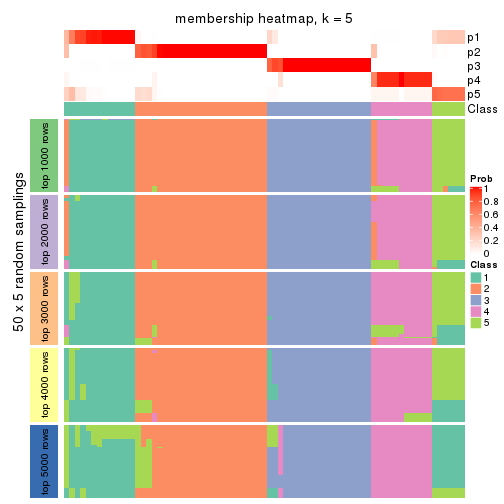 membership heatmap, k = 5
p1
p2
p3
p4
p5
Class
50 x 5 random samplings
top 1000 rows
top 2000 rows
top 3000 rows
top 4000 rows
top 5000 rows
Prob
1
0.8
0.6
0.4
0.2
0
Class
1
2
3
4
5